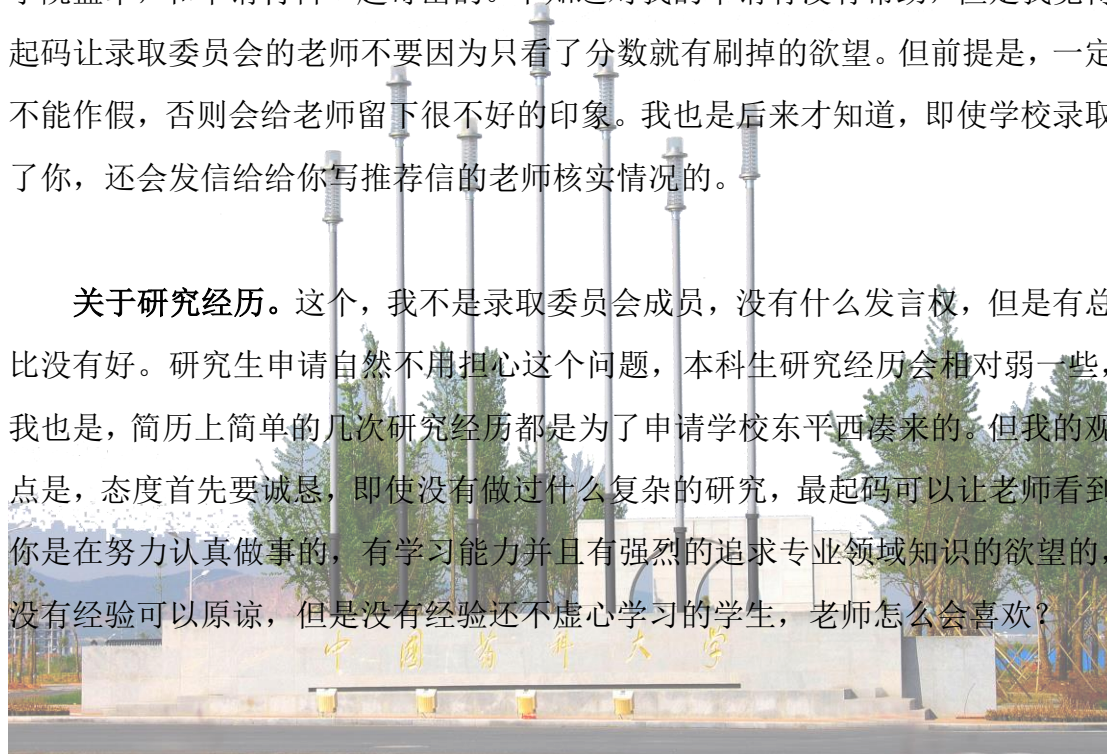 起码让录取委员会的老师不要因为只看了分数就有刷掉的欲望。但前提是，一定
不能作假，否则会给老师留下很不好的印象。我也是后来才知道，即使学校录取
了你，还会发信给给你写推荐信的老师核实情况的。
关于研究经历。这个，我不是录取委员会成员，没有什么发言权，但是有总
比没有好。研究生申请自然不用担心这个问题，本科生研究经历会相对弱一些，
我也是，简历上简单的几次研究经历都是为了申请学校东平西凑来的。但我的观
点是，态度首先要诚恳，即使没有做过什么复杂的研究，最起码可以让老师看到
你是在努力认真做事的，有学习能力并且有强烈的追求专业领域知识的欲望的，
没有经验可以原谅，但是没有经验还不虚心学习的学生，老师怎么会喜欢？
中国药科大学